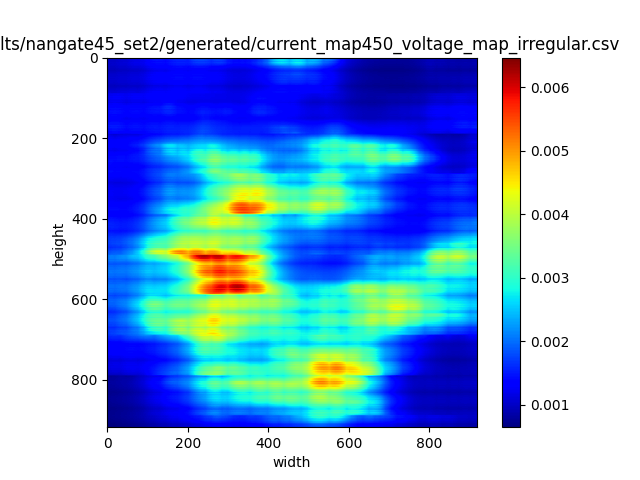 lts/nangate45_set2/generated/current_map450_voltage_map_irregular.csv
0
200
400
600
800
height
0 200 400 600 800
width
0.006
0.005
0.004
0.003
0.002
0.001